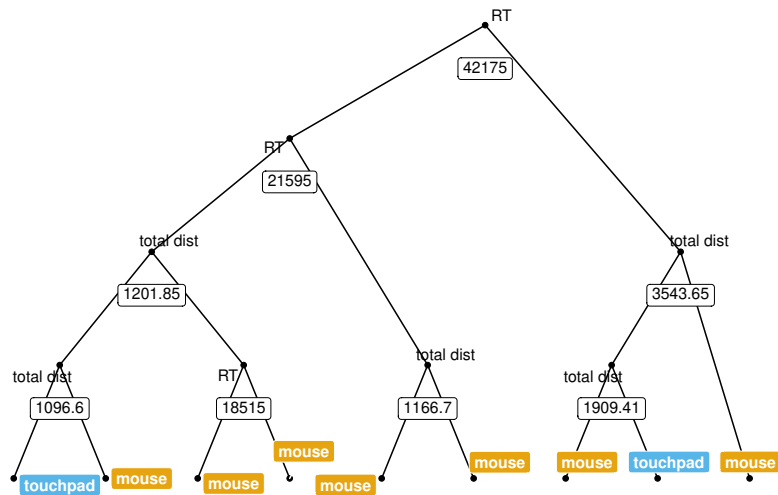 RT
42175
RT
21595
total dist
total dist
1201.85
3543.65
total dist
RT
total dist
total dist
1096.6
18515
1166.7
1909.41
mouse
mouse
mouse
touchpad
mouse
touchpad
mouse
mouse
mouse